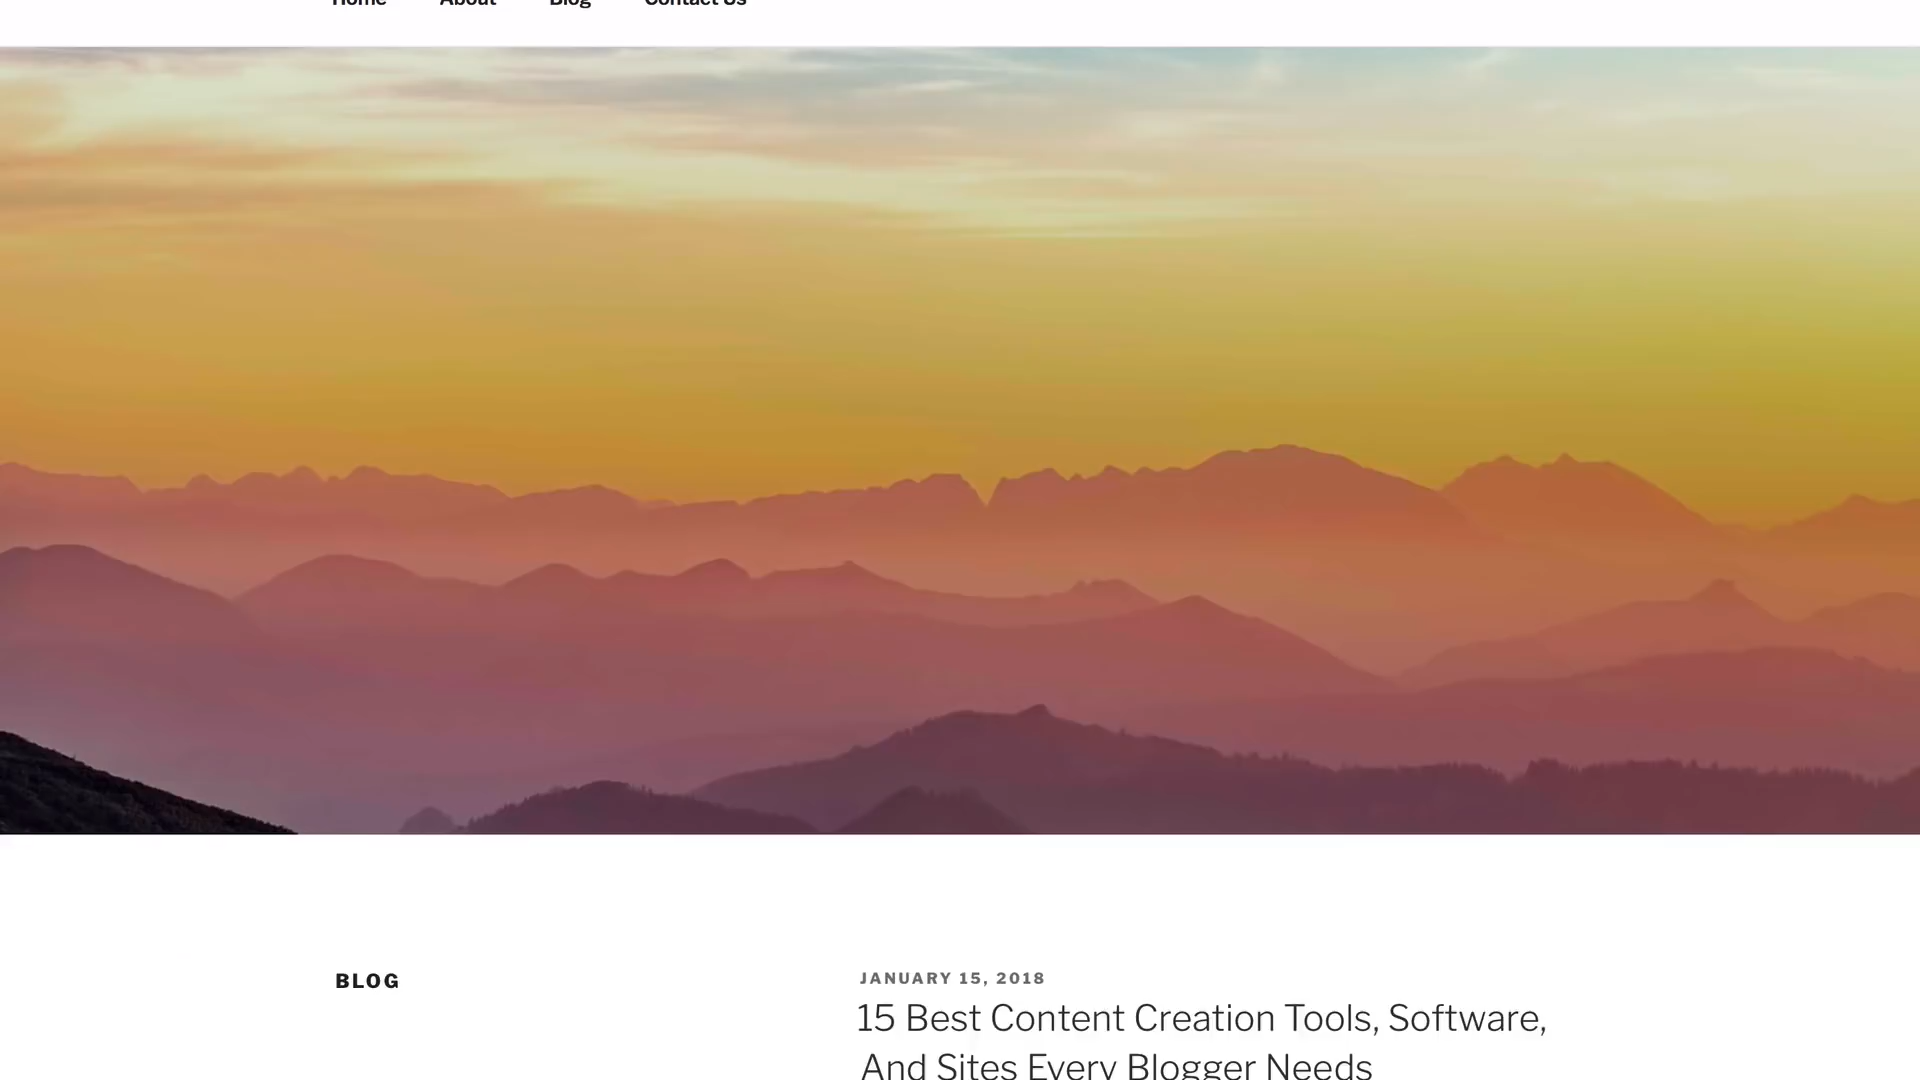 Home About Blog Contact Us
BLOG
JANUARY 15, 2018
15 Best Content Creation Tools, Software,
And Sites Every Blogger Needs